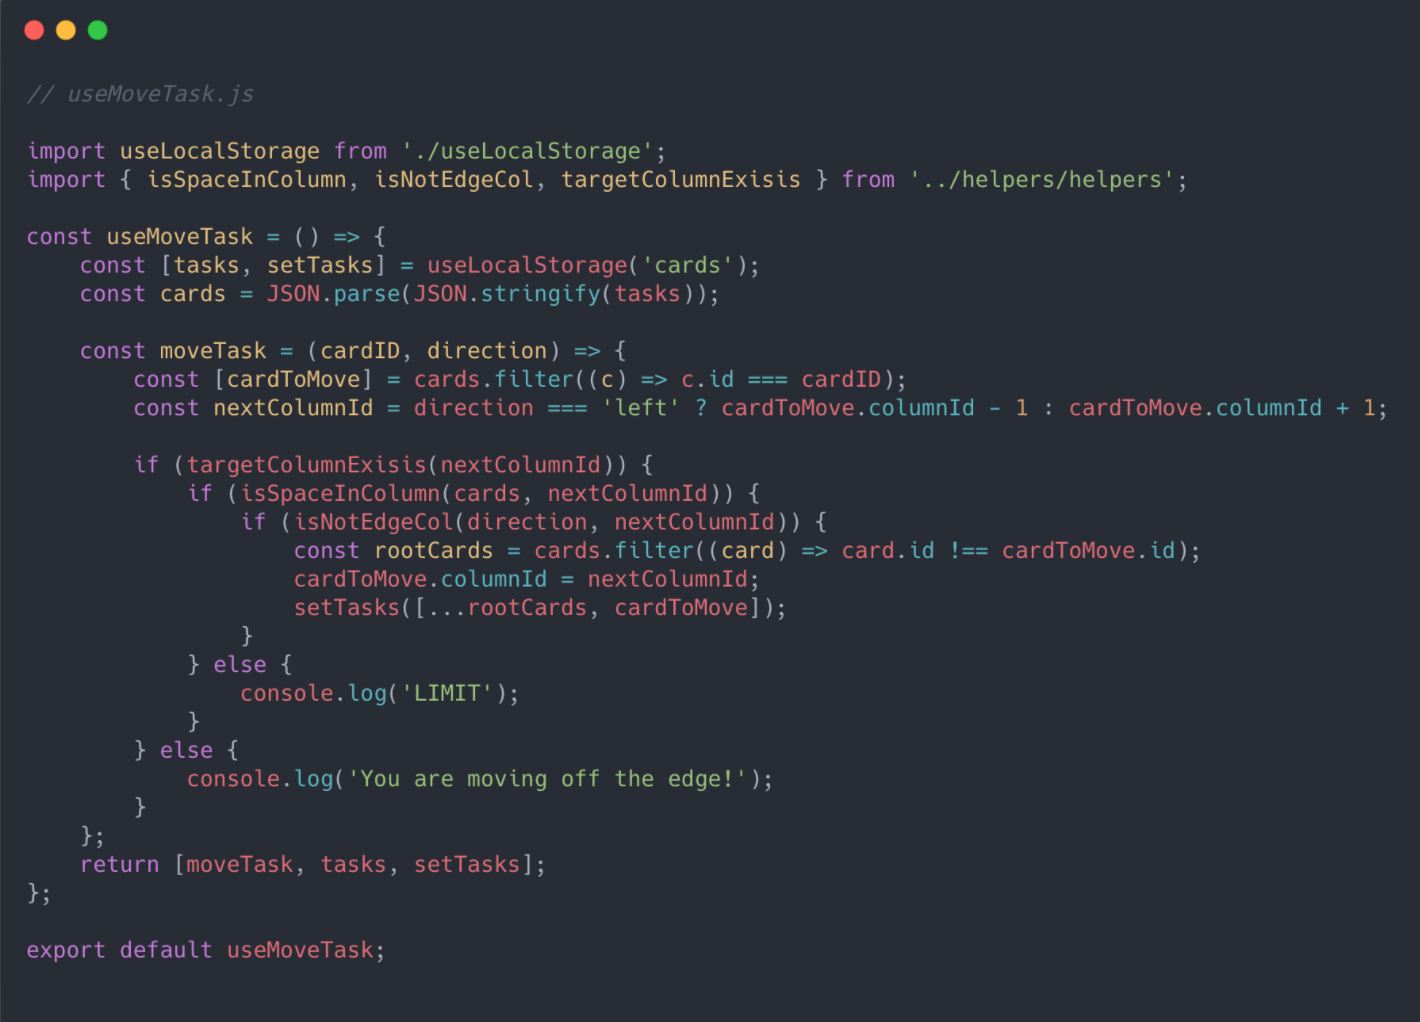 // useMoveTask.js
import useLocalStorage from './useLocalStorage';
import { isSpaceInColumn, isNotEdgeCol, targetColumnExisis } from '../helpers/helpers';
const useMoveTask = () => {
    const [tasks, setTasks] = useLocalStorage('cards');
    const cards = JSON.parse(JSON.stringify(tasks));
    const moveTask = (cardID, direction) => {
        const [cardToMove] = cards.filter((c) => c.id === cardID);
        const nextColumnId = direction === 'left' ? cardToMove.columnId - 1 : cardToMove.columnId + 1;
        if (targetColumnExisis(nextColumnId)) {
            if (isSpaceInColumn(cards, nextColumnId)) {
                if (isNotEdgeCol(direction, nextColumnId)) {
                    const rootCards = cards.filter((card) => card.id !== cardToMove.id);
                    cardToMove.columnId = nextColumnId;
                    setTasks([...rootCards, cardToMove]);
                }
            } else {
                console.log('LIMIT');
            }
        } else {
            console.log('You are moving off the edge!');
        }
    };
    return [moveTask, tasks, setTasks];
};
export default useMoveTask;